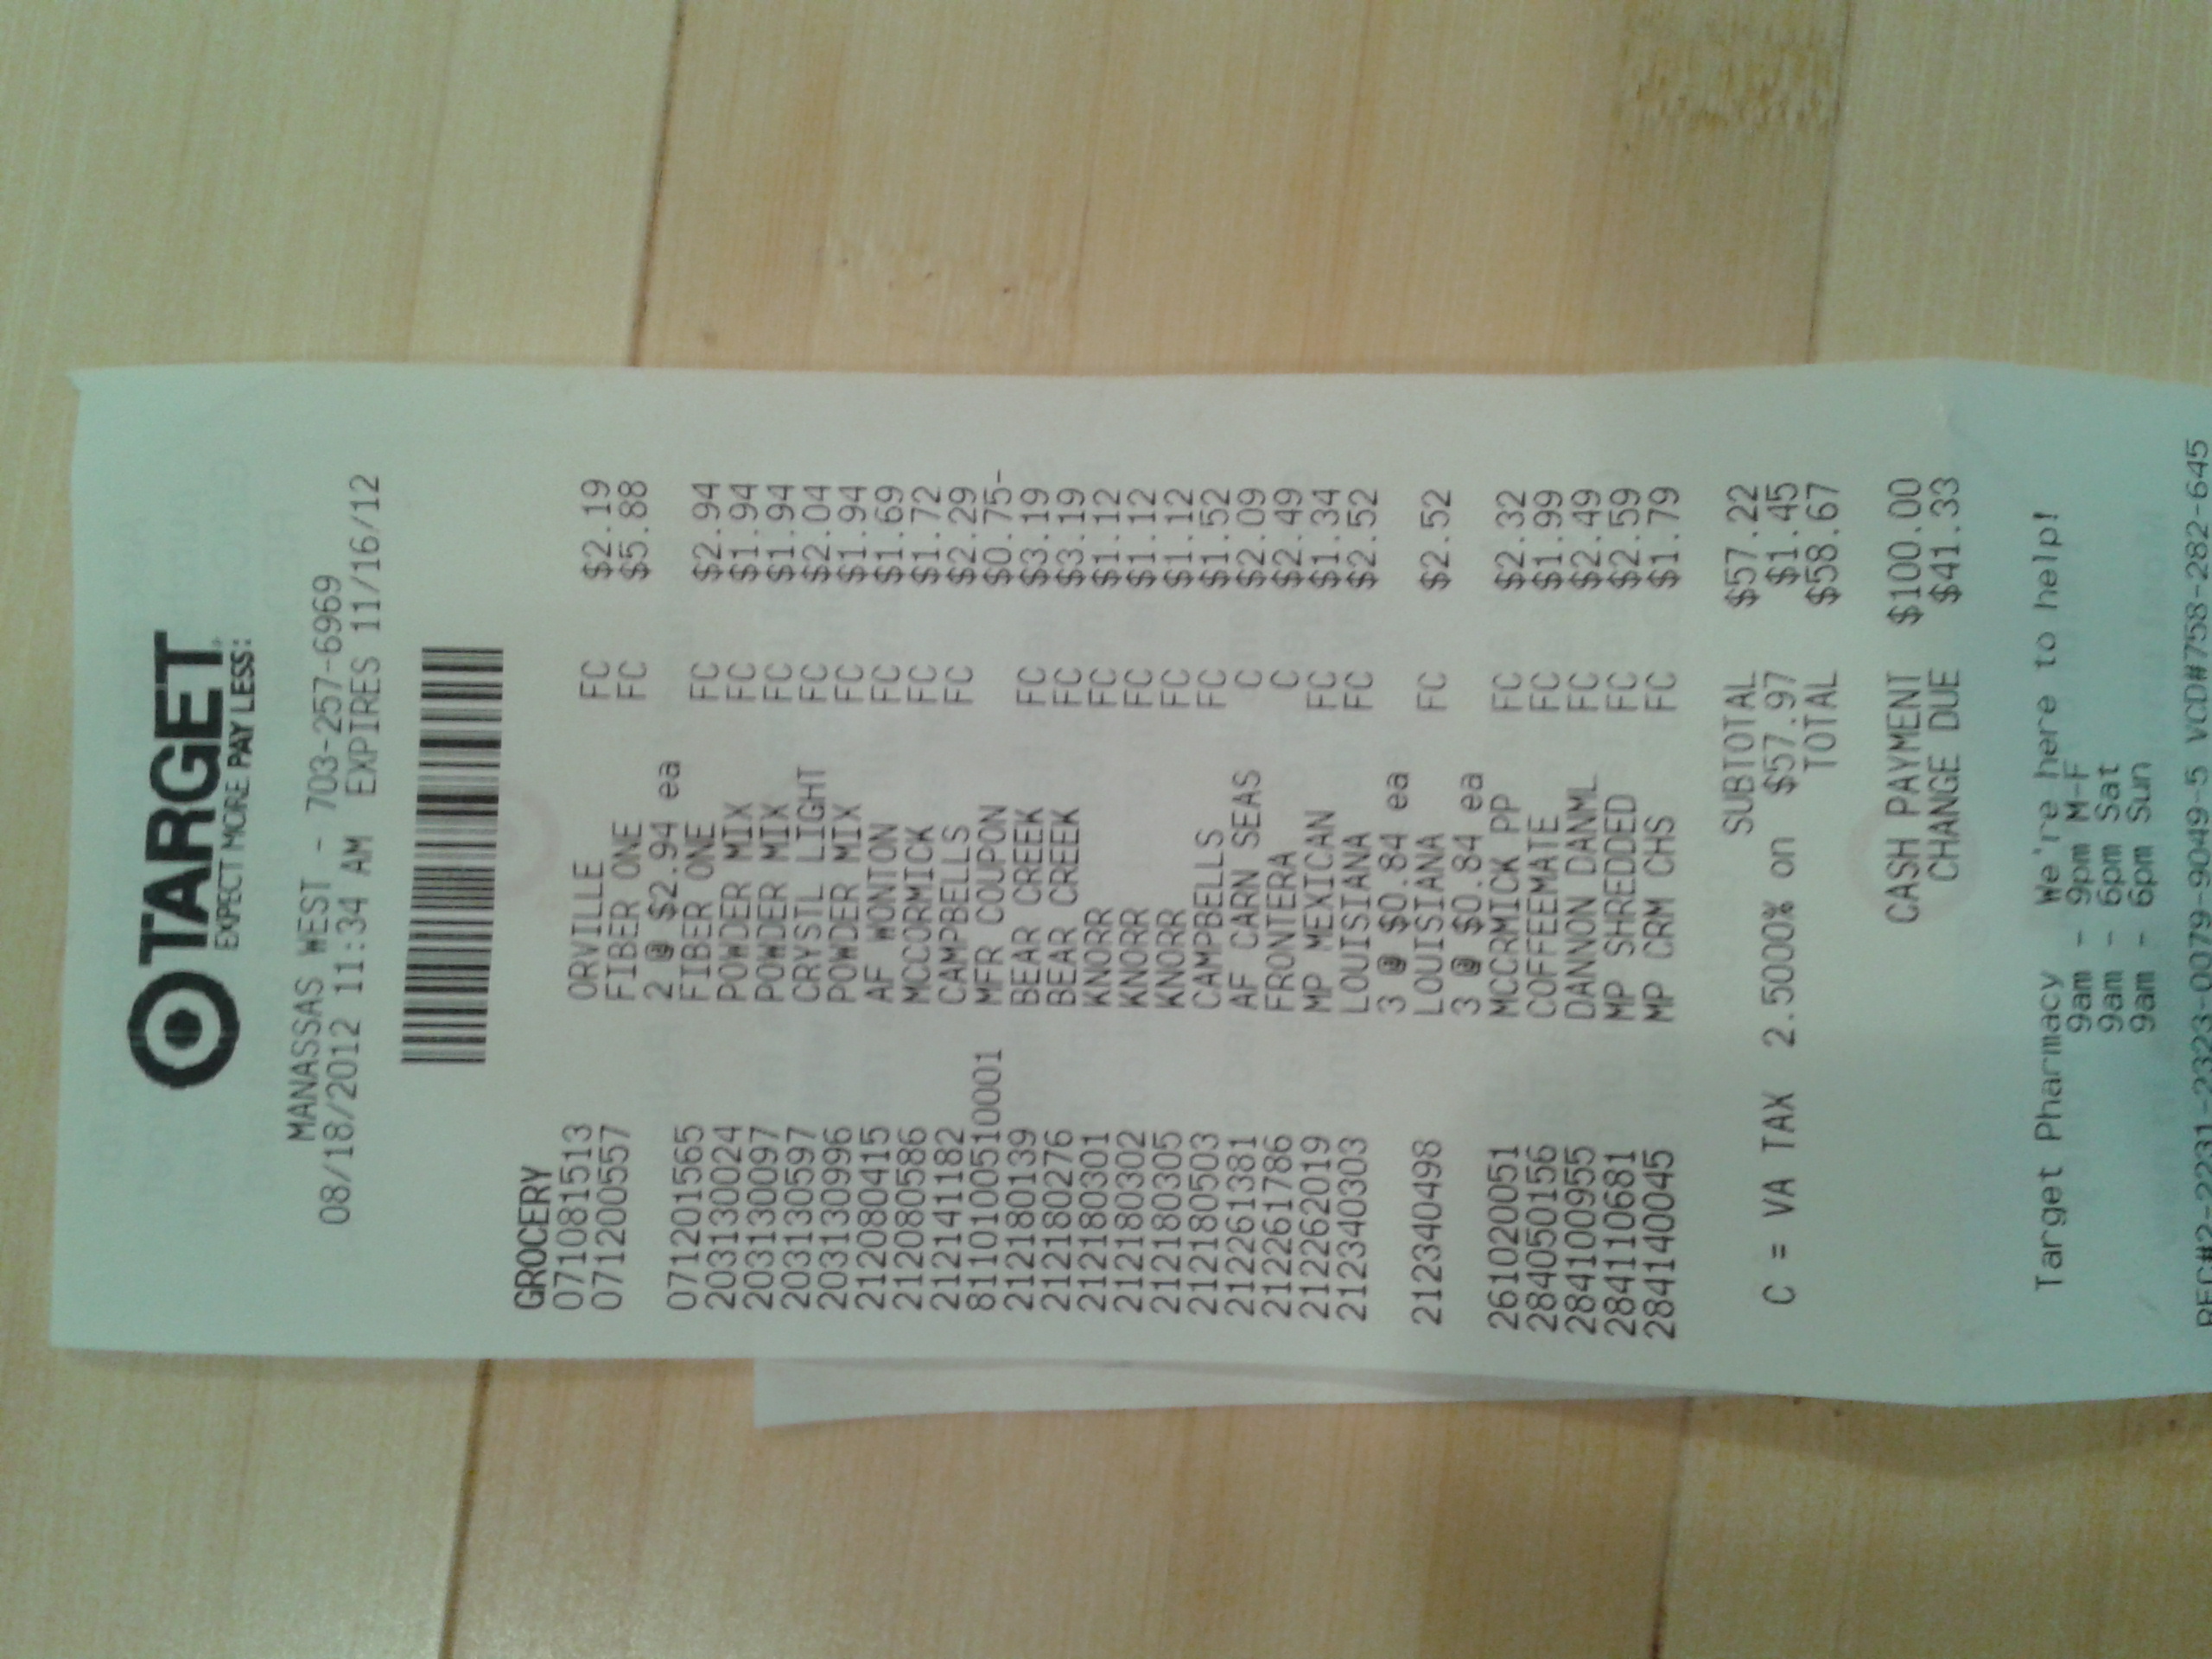 TARGET
EXPECT MORE PAY LESS.
MANASSAS WEST - 703-257-6969
08/18/2012 11:34 AM EXPIRES 11/16/12
GROCERY
071081513 ORVILLE FC $2.19
071200557 FIBER ONE FC $5.88
2 @ $2.94 ea
071201565 FIBER ONE FC $2.94
203130024 POWDER MIX FC $1.94
203130097 POWDER MIX FC $1.94
203130597 CRYSTL LIGHT FC $2.04
203130996 POWDER MIX FC $1.94
212080415 AF WONTON FC $1.69
212080586 MCCORMICK FC $1.72
212141182 CAMPBELLS FC $2.29
8110100510001 MFR COUPON $0.75-
212180139 BEAR CREEK FC $3.19
212180276 BEAR CREEK FC $3.19
212180301 KNORR FC $1.12
212180302 KNORR FC $1.12
212180305 KNORR FC $1.12
212180503 CAMPBELLS FC $1.52
212261381 AF CARN SEAS C $2.09
212261786 FRONTERA C $2.49
212262019 MP MEXICAN FC $1.34
212340303 LOUISIANA FC $2.52
3 @ $0.84 ea
212340498 LOUISIANA FC $2.52
3 @ $0.84 ea
261020051 MCCRMICK PP FC $2.32
284050156 COFFEEMATE FC $1.99
284100955 DANNON DANML FC $2.49
284110681 MP SHREDDED FC $2.59
284140045 MP CRM CHS FC $1.79
SUBTOTAL $57.22
C = VA TAX 2.5000% on $57.97 $1.45
TOTAL $58.67
CASH PAYMENT $100.00
CHANGE DUE $41.33
Target Pharmacy We're here to help!
9am - 9pm M-F
9am - 6pm Sat
9am - 6pm Sun
REC#2-2231-2323-0079-9049-5 VCD#758-282-645